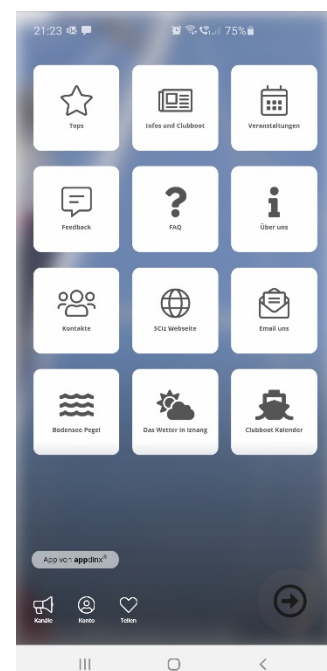 21:23
75%
Tops
Infos und Clubboot
Veranstaltungen
Feedback
FAQ
Über uns
Kontakte
SCIz Webseite
Email uns
Bodensee Pegel
Das Wetter in Iznang
Clubboot Kalender
App von appdinx®
Kanäle
Konto
Teilen